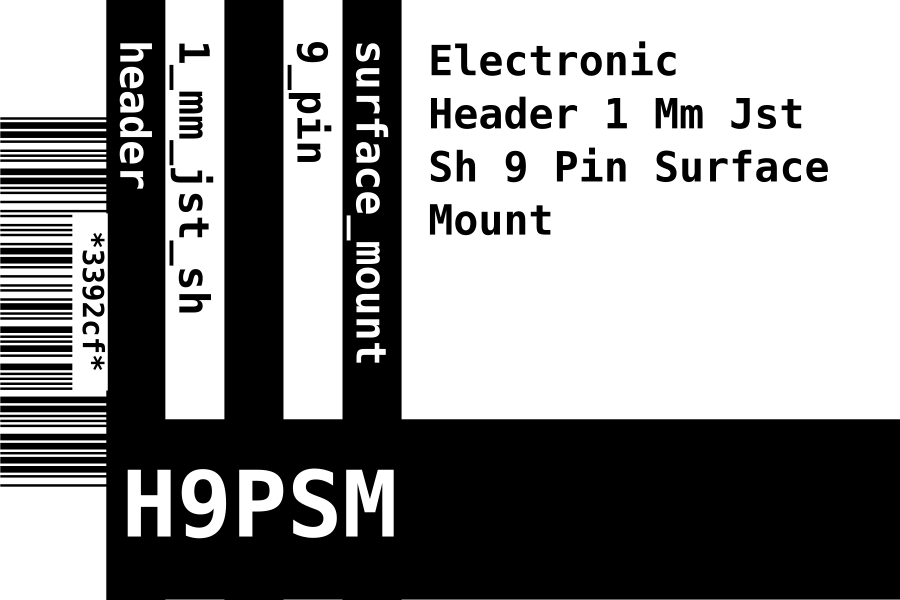 *3392cf*
header
1_mm_jst_sh
9_pin
surface_mount
Electronic
Header 1 Mm Jst
Sh 9 Pin Surface
Mount
H9PSM